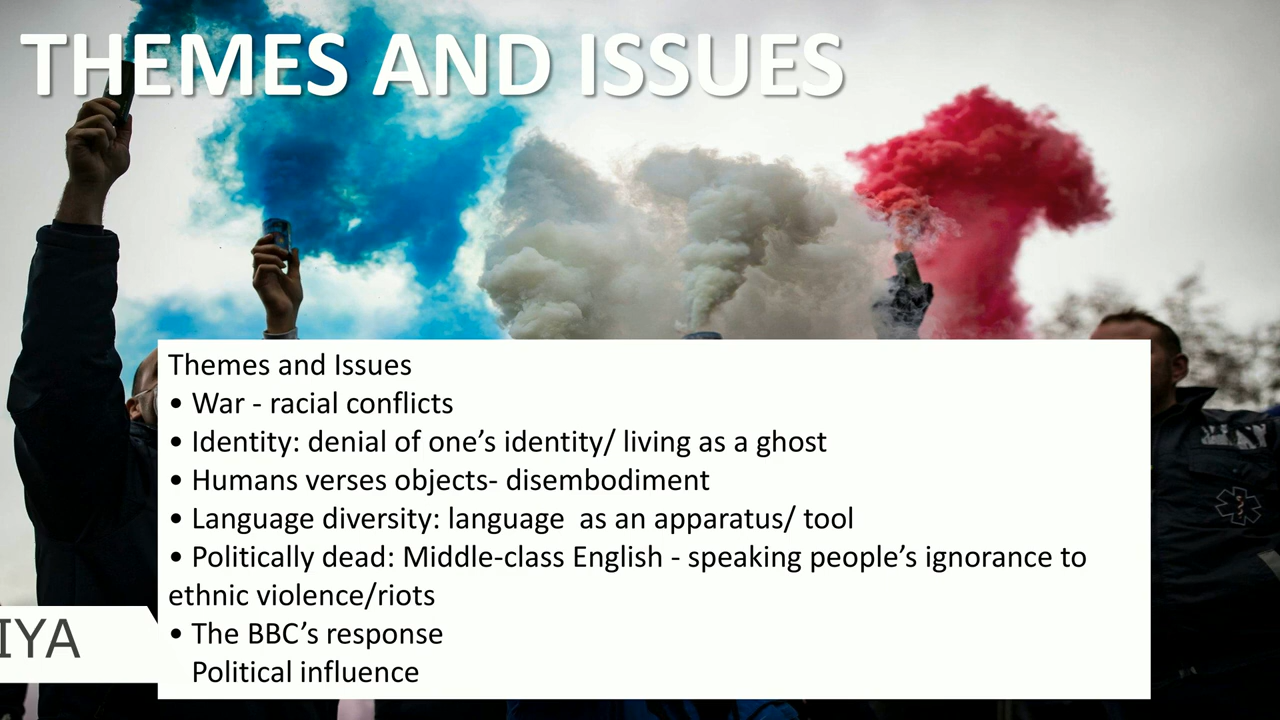 THEMES AND ISSUES
Themes and Issues
• War - racial conflicts
• Identity: denial of one’s identity/ living as a ghost
• Humans verses objects- disembodiment
• Language diversity: language  as an apparatus/ tool
• Politically dead: Middle-class English - speaking people’s ignorance to
ethnic violence/riots
• The BBC’s response
Political influence
IYA